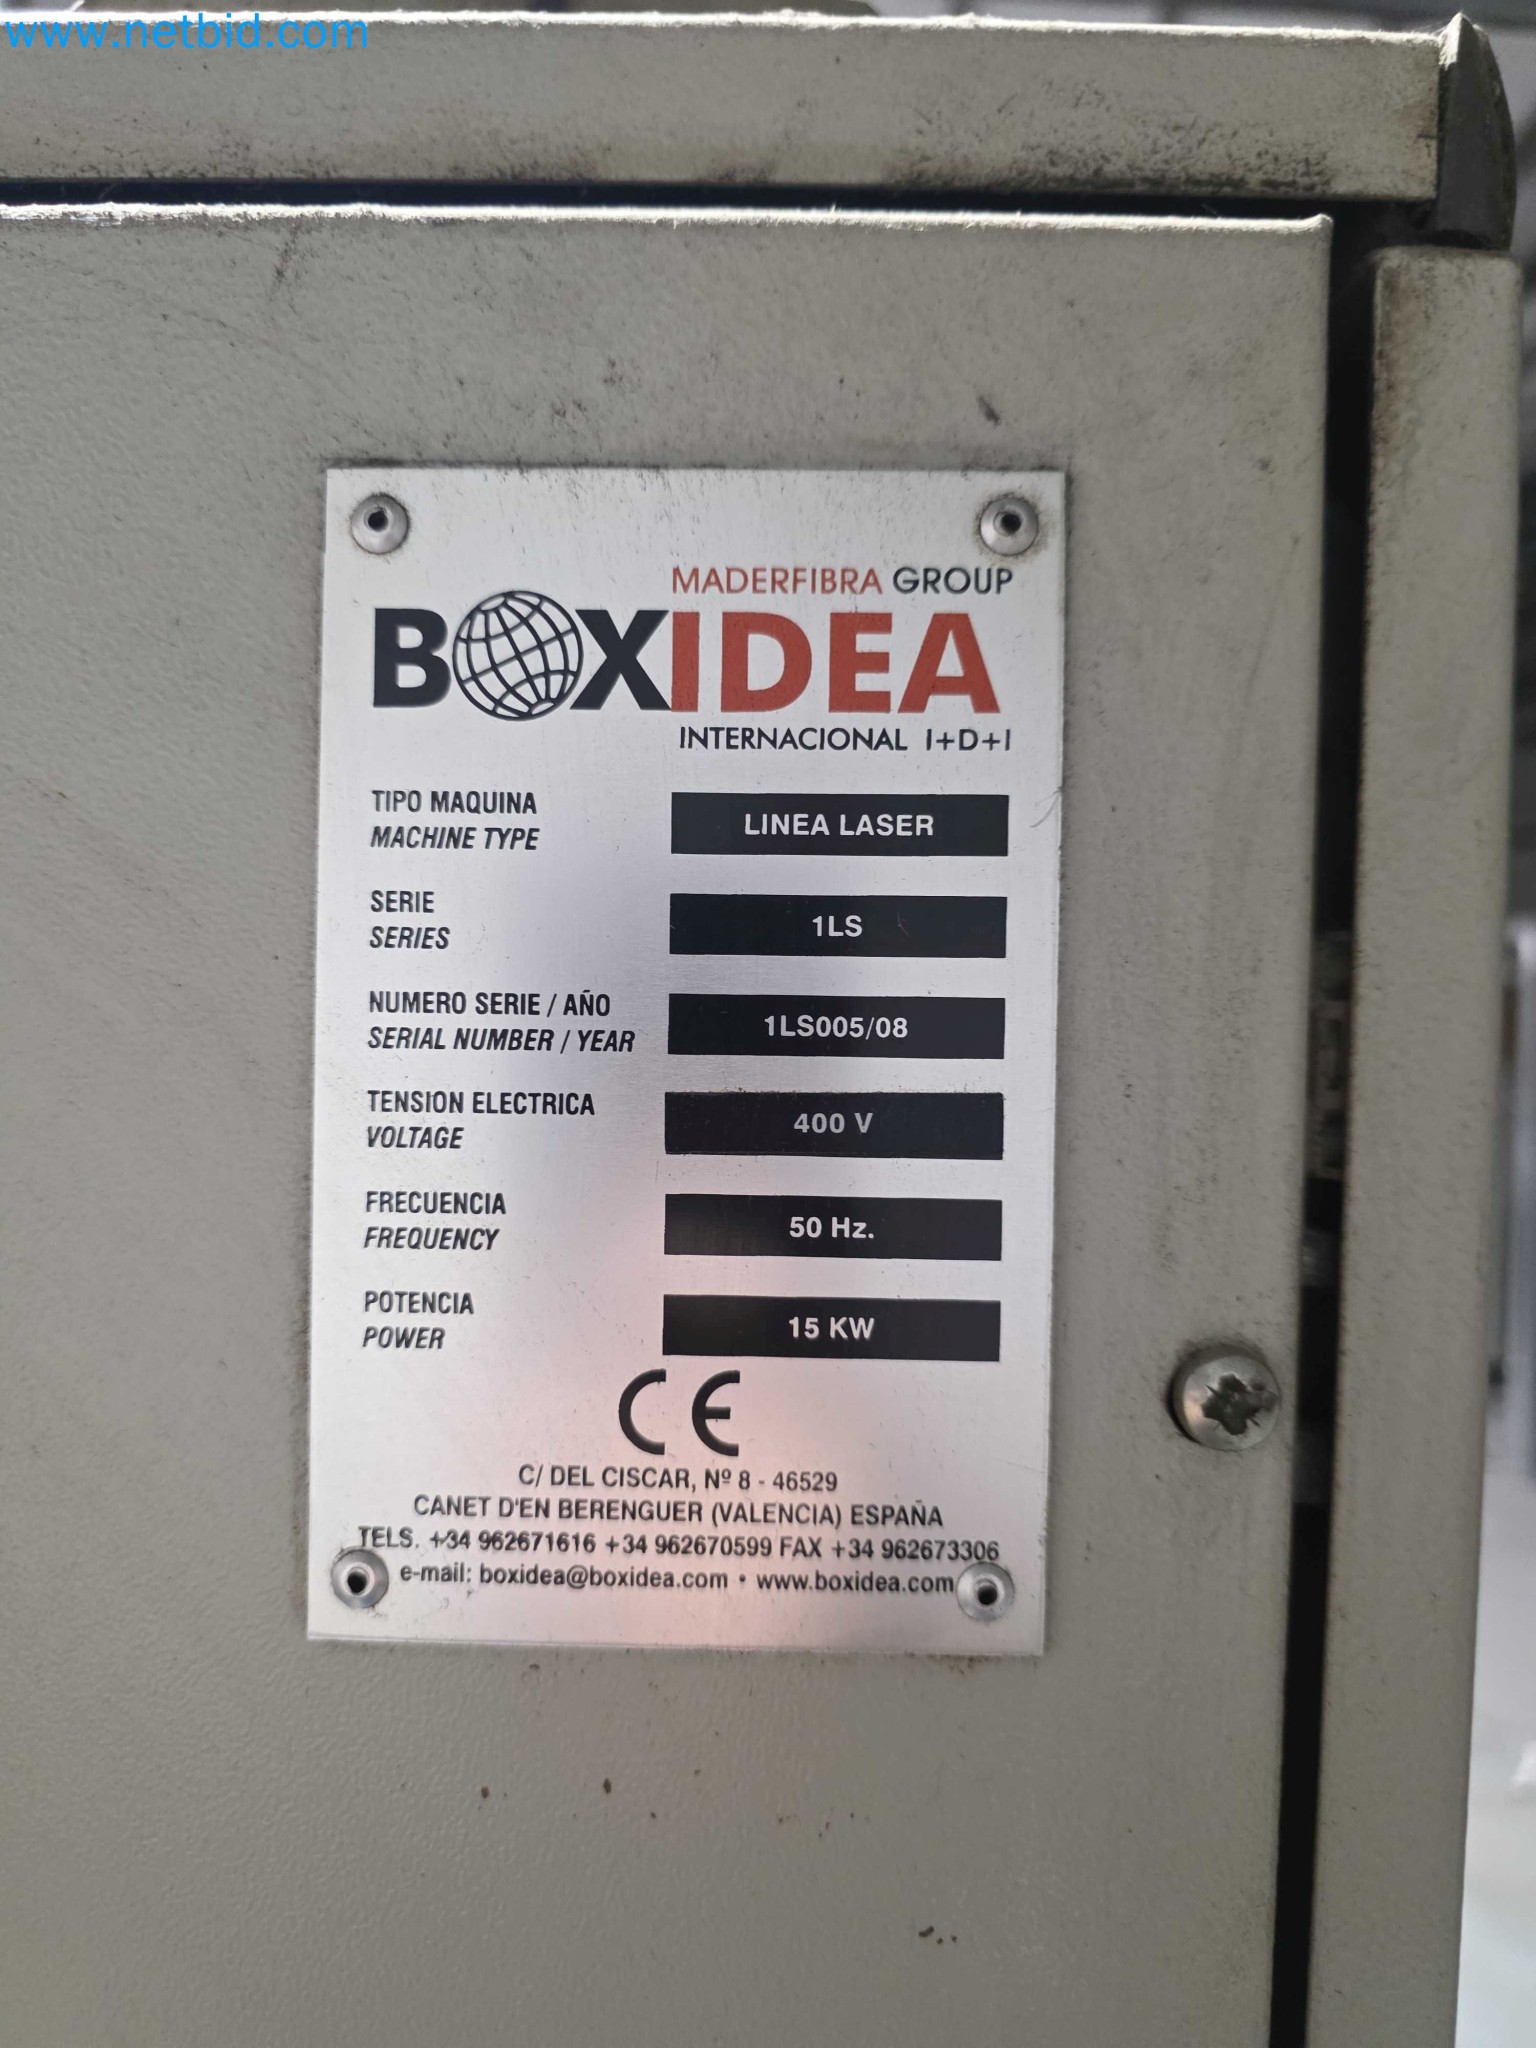 www.netbid.com
MADERFIBRA GROUP
BOXIDEA
INTERNACIONAL I+D+I
TIPO MAQUINA
MACHINE TYPE
LINEA LASER
SERIE
SERIES
1LS
NUMERO SERIE / AÑO
SERIAL NUMBER / YEAR
1LS005/08
TENSION ELECTRICA
VOLTAGE
400 V
FRECUENCIA
FREQUENCY
50 Hz.
POTENCIA
POWER
15 KW
CE
C/ DEL CISCAR, Nº 8 - 46529
CANET D'EN BERENGUER (VALENCIA) ESPAÑA
TELS. +34 962671616 +34 962670599 FAX +34 962673306
e-mail: boxidea@boxidea.com • www.boxidea.com